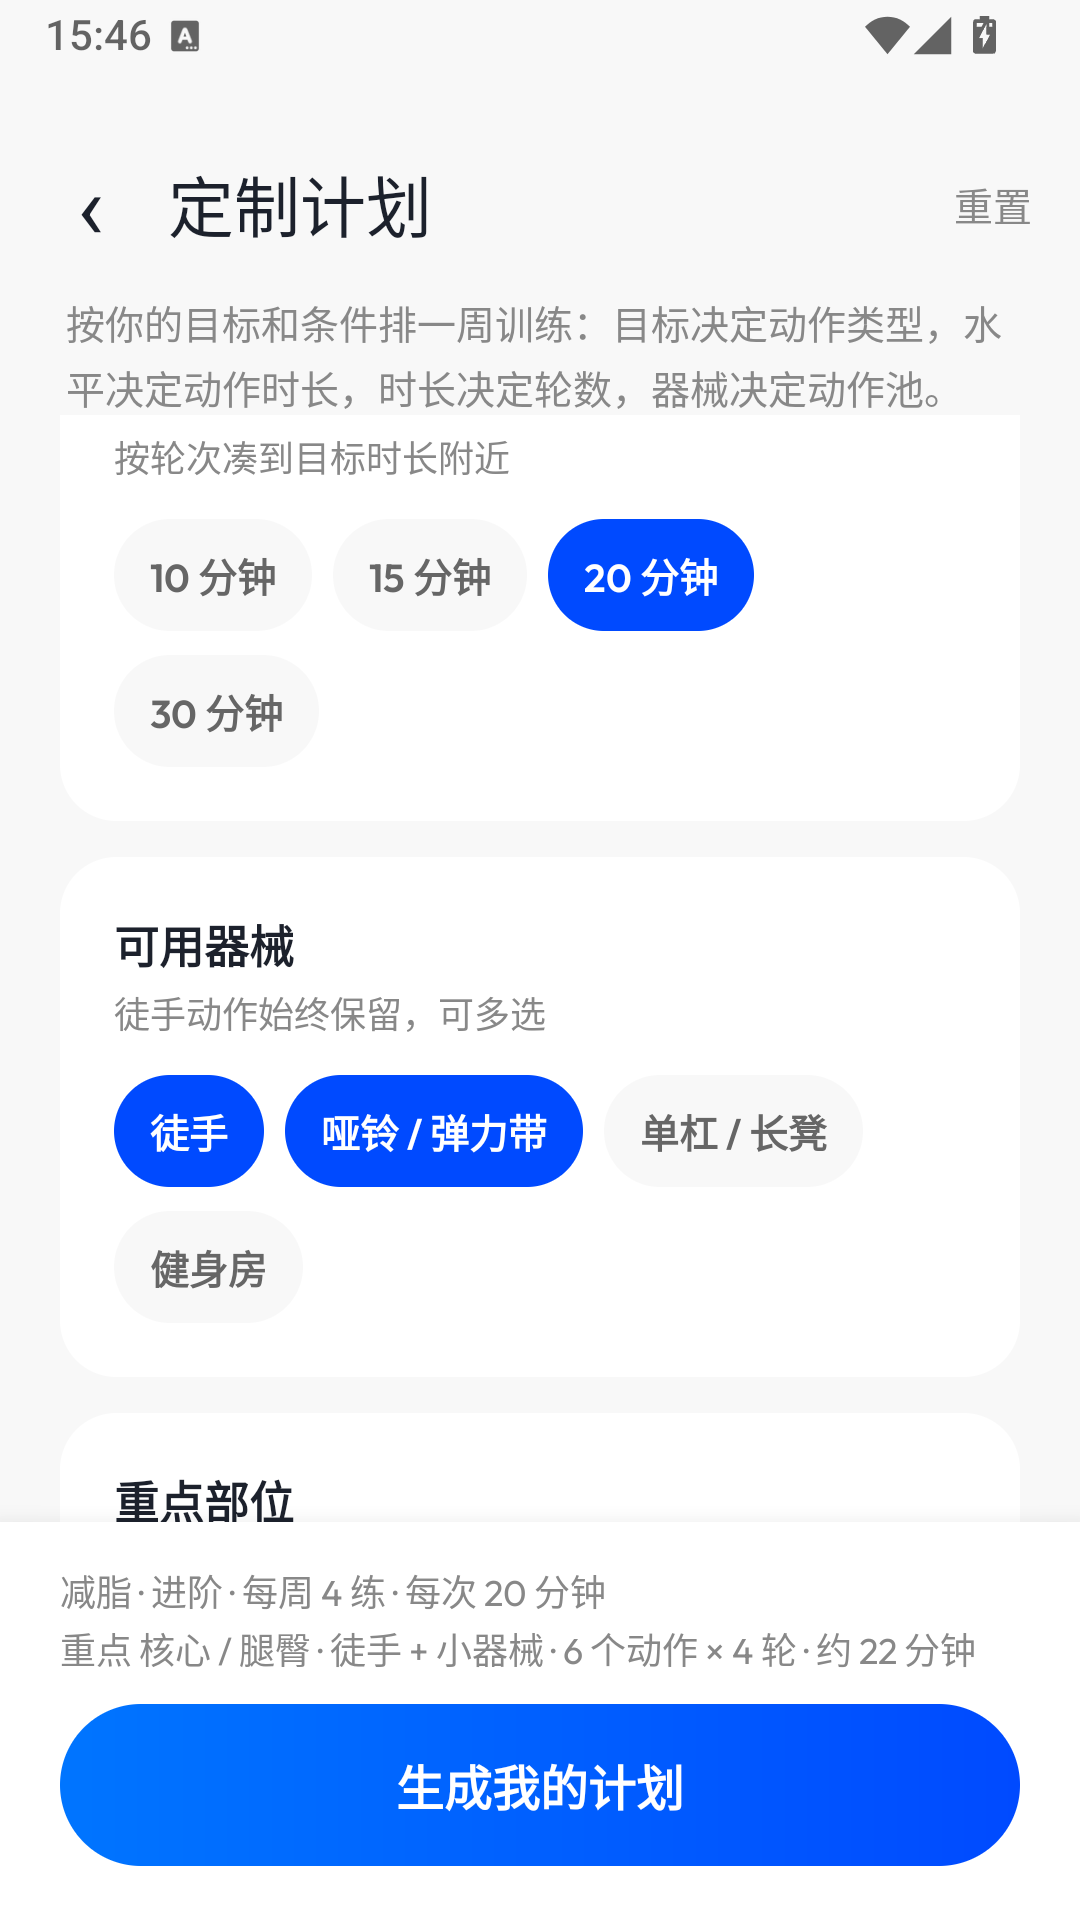 15:46
‹ 定制计划 重置
按你的目标和条件排一周训练：目标决定动作类型，水
平决定动作时长，时长决定轮数，器械决定动作池。
按轮次凑到目标时长附近
10 分钟 15 分钟 20 分钟
30 分钟
可用器械
徒手动作始终保留，可多选
徒手 哑铃 / 弹力带 单杠 / 长凳
健身房
重点部位
减脂 · 进阶 · 每周 4 练 · 每次 20 分钟
重点 核心 / 腿臀 · 徒手 + 小器械 · 6 个动作 × 4 轮 · 约 22 分钟
生成我的计划